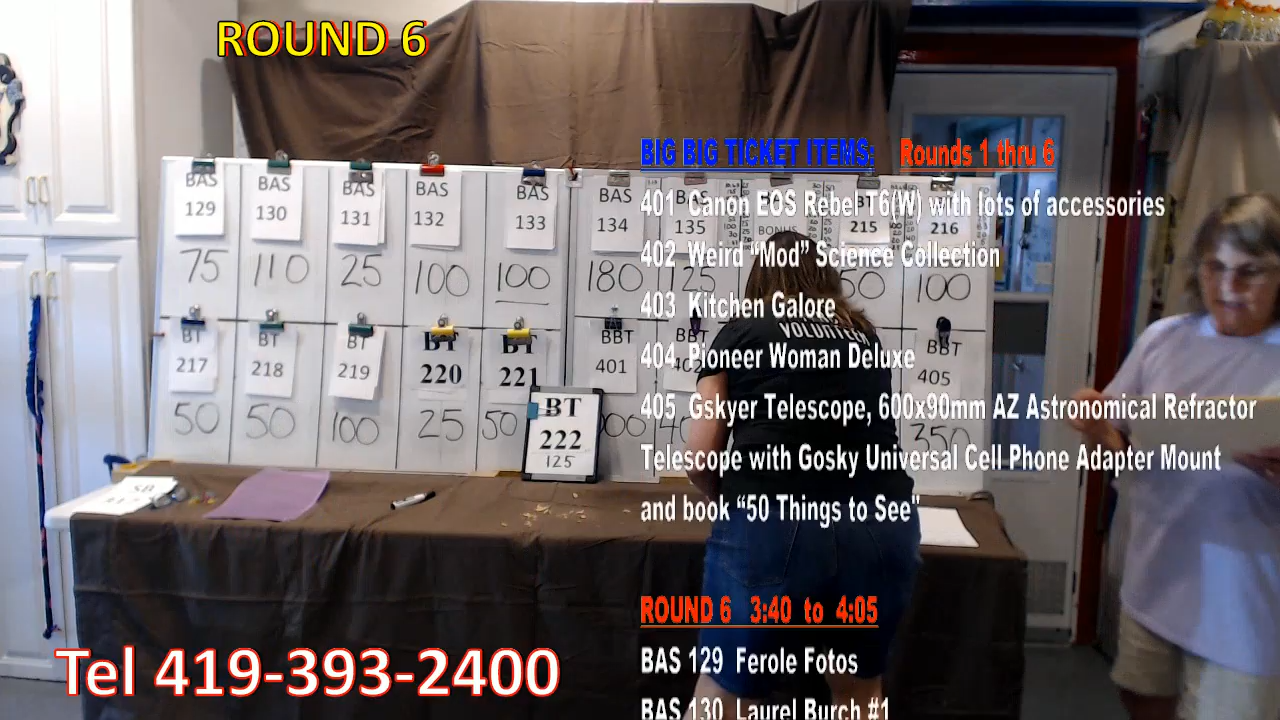 ROUND 6
BIG BIG TICKET ITEMS: Rounds 1 thru 6
401 Canon EOS Rebel T6(W) with lots of accessories
402 Weird “Mod” Science Collection
403 Kitchen Galore
404 Pioneer Woman Deluxe
405 Gskyer Telescope, 600x90mm AZ Astronomical Refractor
Telescope with Gosky Universal Cell Phone Adapter Mount
and book “50 Things to See"
ROUND 6 3:40 to 4:05
BAS 129 Ferole Fotos
BAS 130 Laurel Burch #1
Tel 419-393-2400
BAS BAS BAS BAS BAS BAS BAS
129 130 131 132 133 134 135 BONUS 215 216
75 110 25 100 100 180 125 50 100
BT BT BT BT BT BBT BBT BBT
217 218 219 220 221 401 402 405
50 50 100 25 50 350
BT
222
125
VOLUNTEER